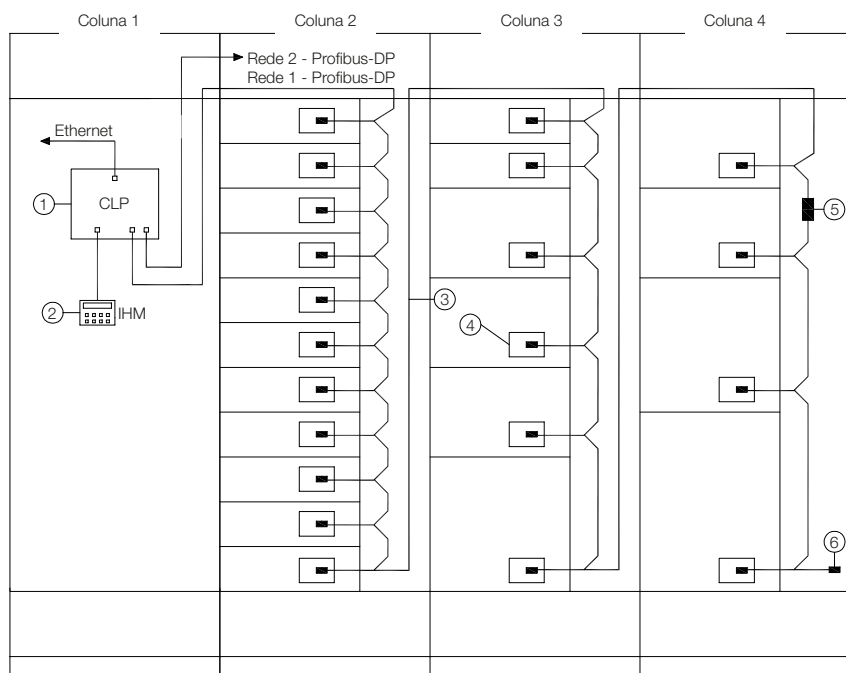 Coluna 1
Coluna 2
Coluna 3
Coluna 4
Rede 2 - Profibus-DP
Rede 1 - Profibus-DP
Ethernet
1
CLP
5
2
IHM
3
4
6